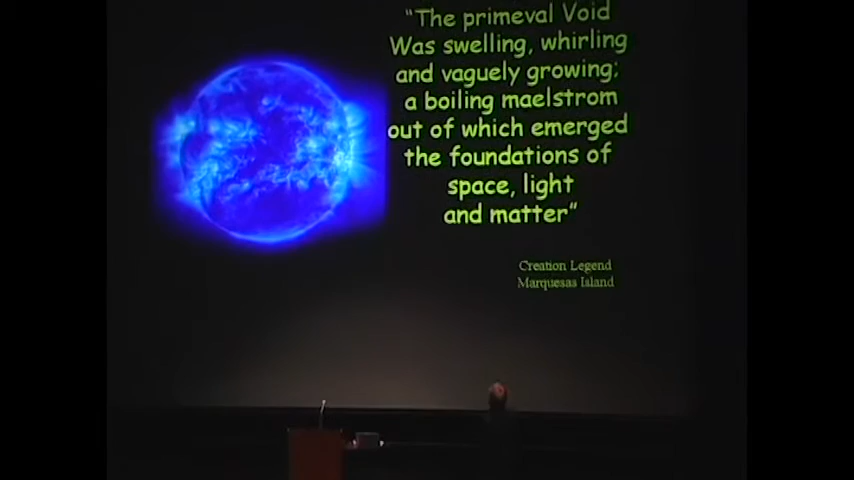 "The primeval Void
Was swelling, whirling
and vaguely growing;
a boiling maelstrom
out of which emerged
the foundations of
space, light
and matter"
Creation Legend
Marquesas Island